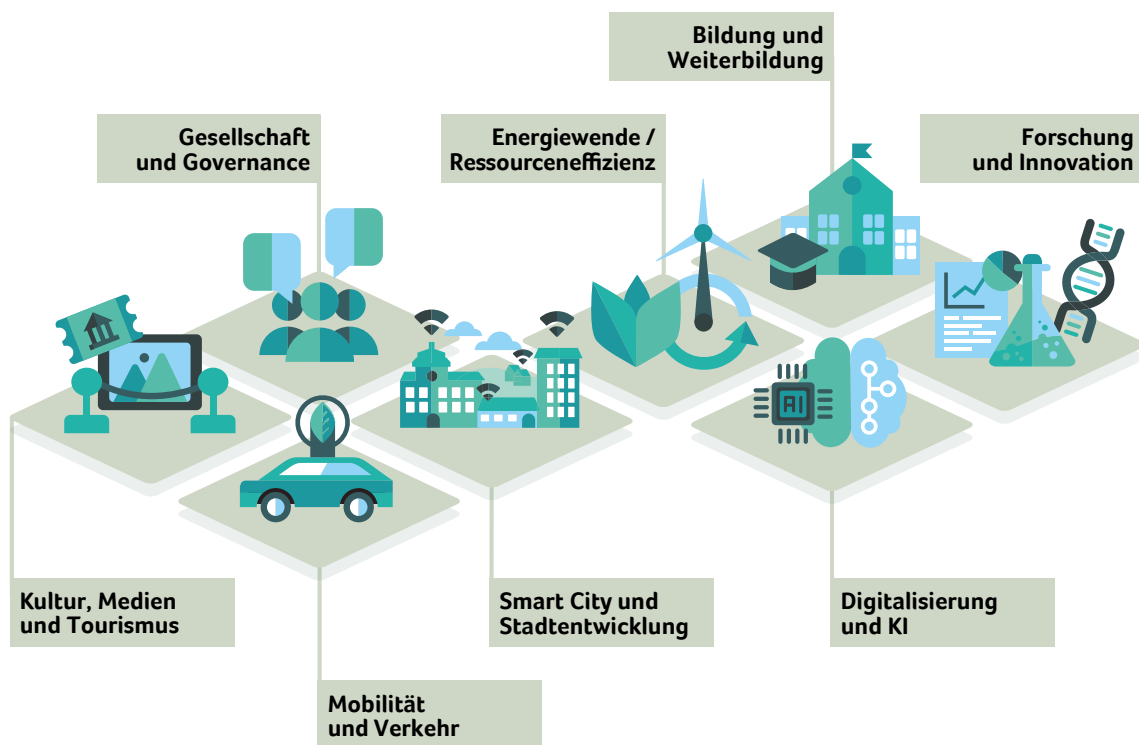 Bildung und
Weiterbildung
Gesellschaft
und Governance
Energiewende /
Ressourceneffizienz
Forschung
und Innovation
AI
Kultur, Medien
und Tourismus
Smart City und
Stadtentwicklung
Digitalisierung
und KI
Mobilität
und Verkehr